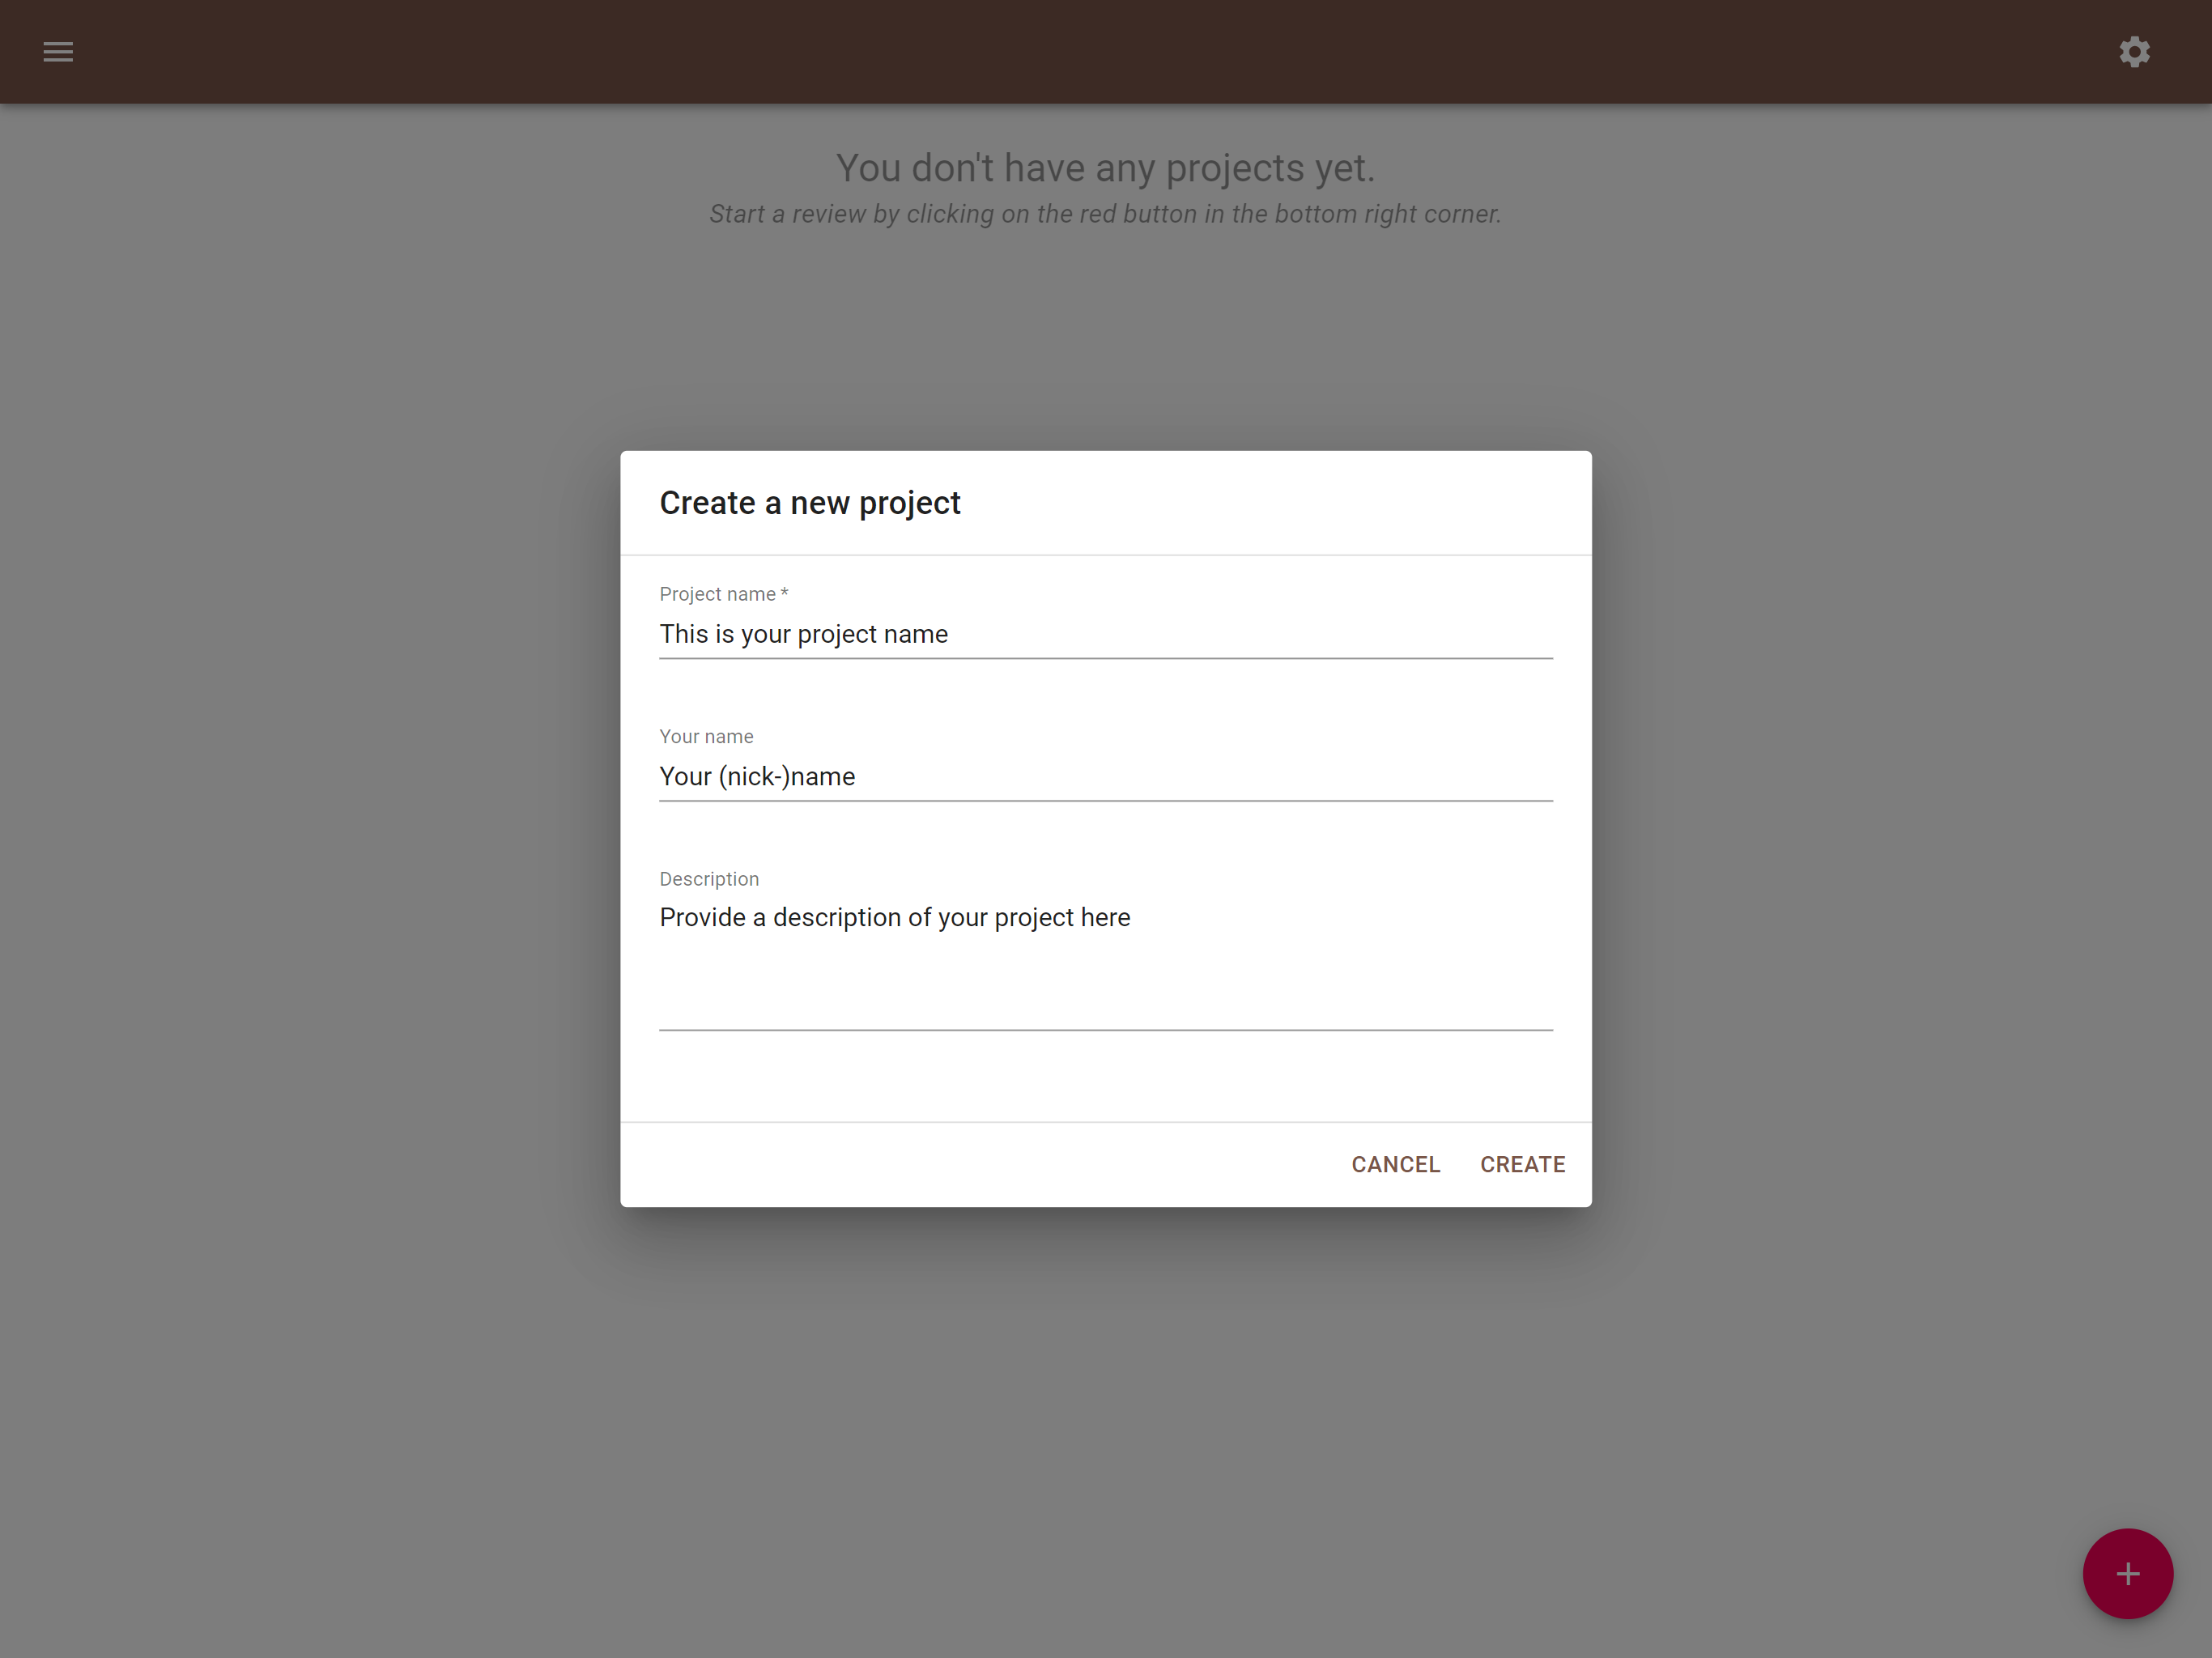 You don't have any projects yet.
Start a review by clicking on the red button in the bottom right corner.
Create a new project
Project name *
This is your project name
Your name
Your (nick-)name
Description
Provide a description of your project here
CANCEL CREATE